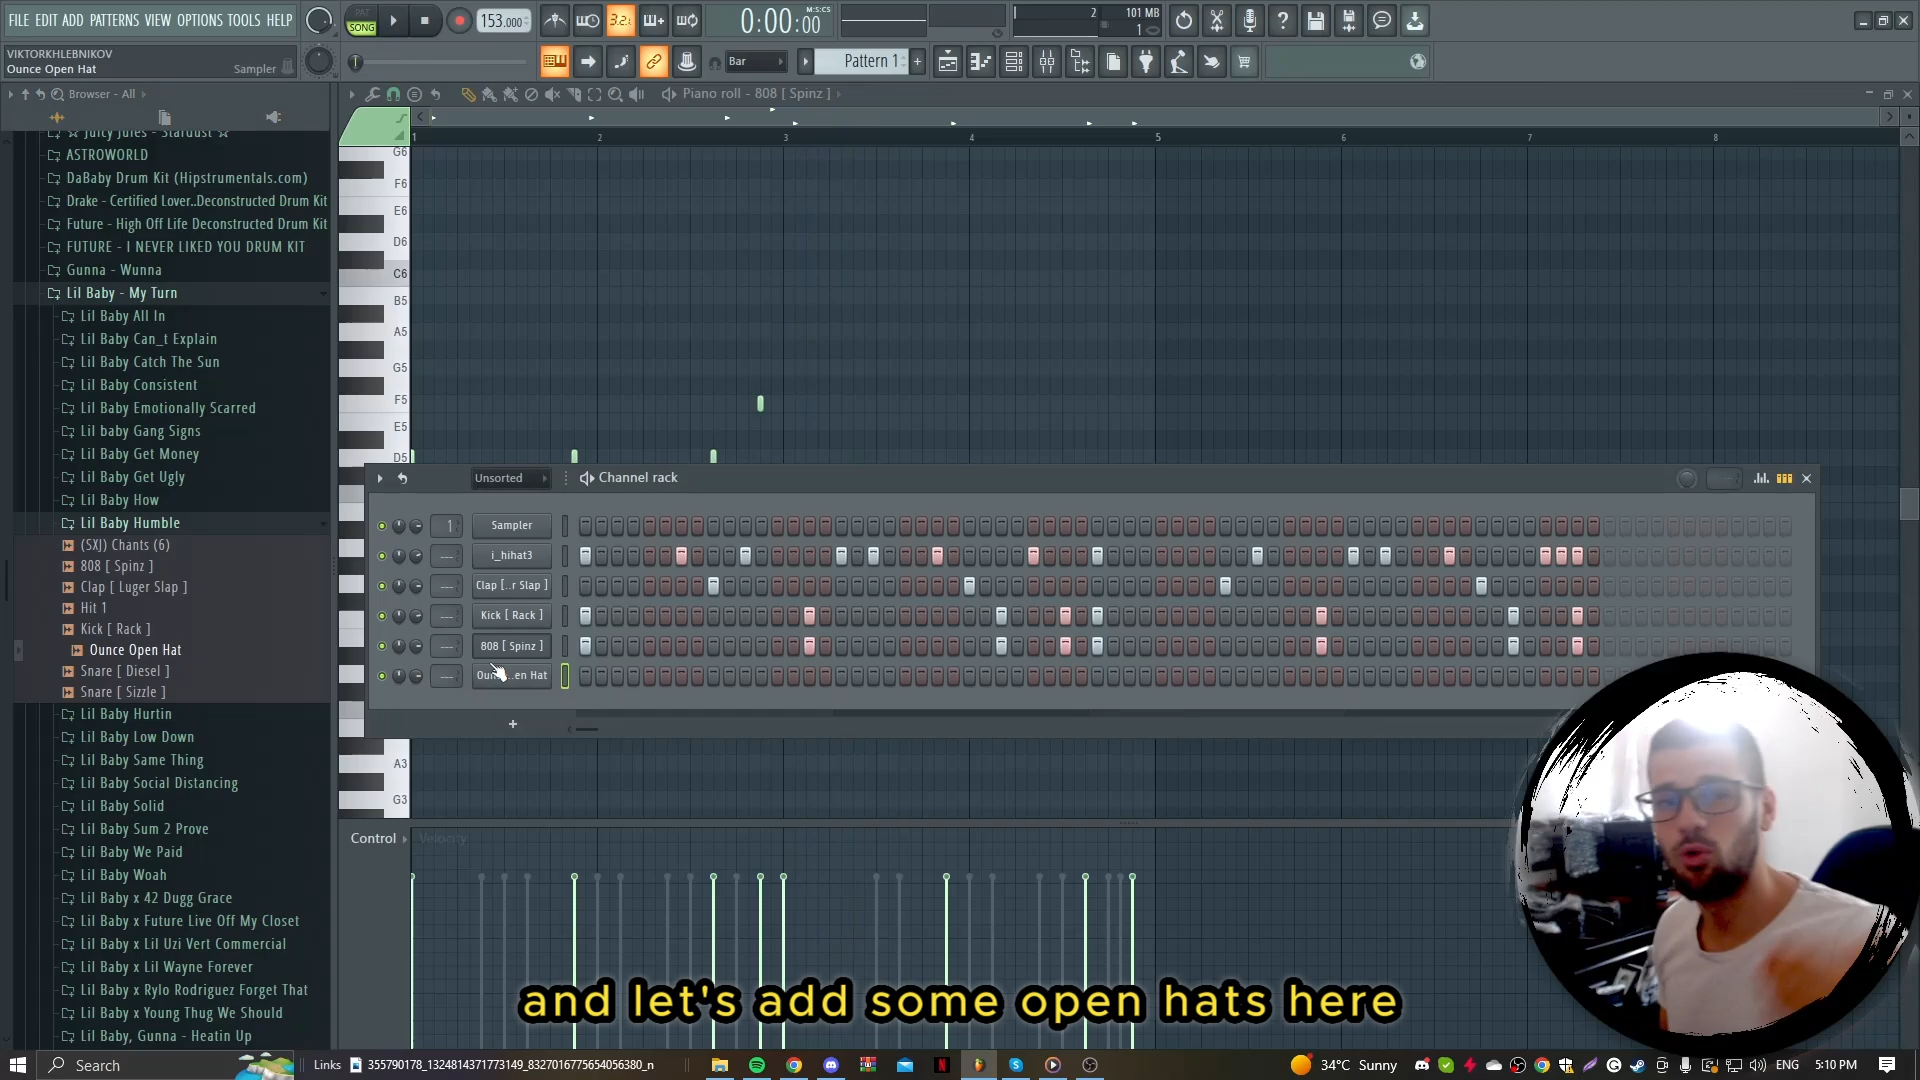 FILE EDIT ADD PATTERNS VIEW OPTIONS TOOLS HELP
PAT
SONG
153.000
3.2.
0:00:00
M:S:CS
2
101 MB
1
VIKTORKHLEBNIKOV
Ounce Open Hat
Sampler
Bar
Pattern 1
Browser - All
Piano roll - 808 [ Spinz ]
☆ Juicy Jules - Stardust ☆
ASTROWORLD
DaBaby Drum Kit (Hipstrumentals.com)
Drake - Certified Lover..Deconstructed Drum Kit
Future - High Off Life Deconstructed Drum Kit
FUTURE - I NEVER LIKED YOU DRUM KIT
Gunna - Wunna
Lil Baby - My Turn
Lil Baby All In
Lil Baby Can_t Explain
Lil Baby Catch The Sun
Lil Baby Consistent
Lil Baby Emotionally Scarred
Lil baby Gang Signs
Lil Baby Get Money
Lil Baby Get Ugly
Lil Baby How
Lil Baby Humble
(SXJ) Chants (6)
808 [ Spinz ]
Clap [ Luger Slap ]
Hit 1
Kick [ Rack ]
Ounce Open Hat
Snare [ Diesel ]
Snare [ Sizzle ]
Lil Baby Hurtin
Lil Baby Low Down
Lil Baby Same Thing
Lil Baby Social Distancing
Lil Baby Solid
Lil Baby Sum 2 Prove
Lil Baby We Paid
Lil Baby Woah
Lil Baby x 42 Dugg Grace
Lil Baby x Future Live Off My Closet
Lil Baby x Lil Uzi Vert Commercial
Lil Baby x Lil Wayne Forever
Lil Baby x Rylo Rodriguez Forget That
Lil Baby x Young Thug We Should
Lil Baby, Gunna - Heatin Up
1 2 3 4 5 6 7 8
G6
F6
E6
D6
C6
B5
A5
G5
F5
E5
D5
Unsorted
Channel rack
1
Sampler
---
i_hihat3
---
Clap [..r Slap ]
---
Kick [ Rack ]
---
808 [ Spinz ]
---
en Hat
+
A3
G3
Control
Velocity
and let's add some open hats here
Search
Links
355790178_1324814371773149_8327016775654056380_n
34°C Sunny
ENG
5:10 PM